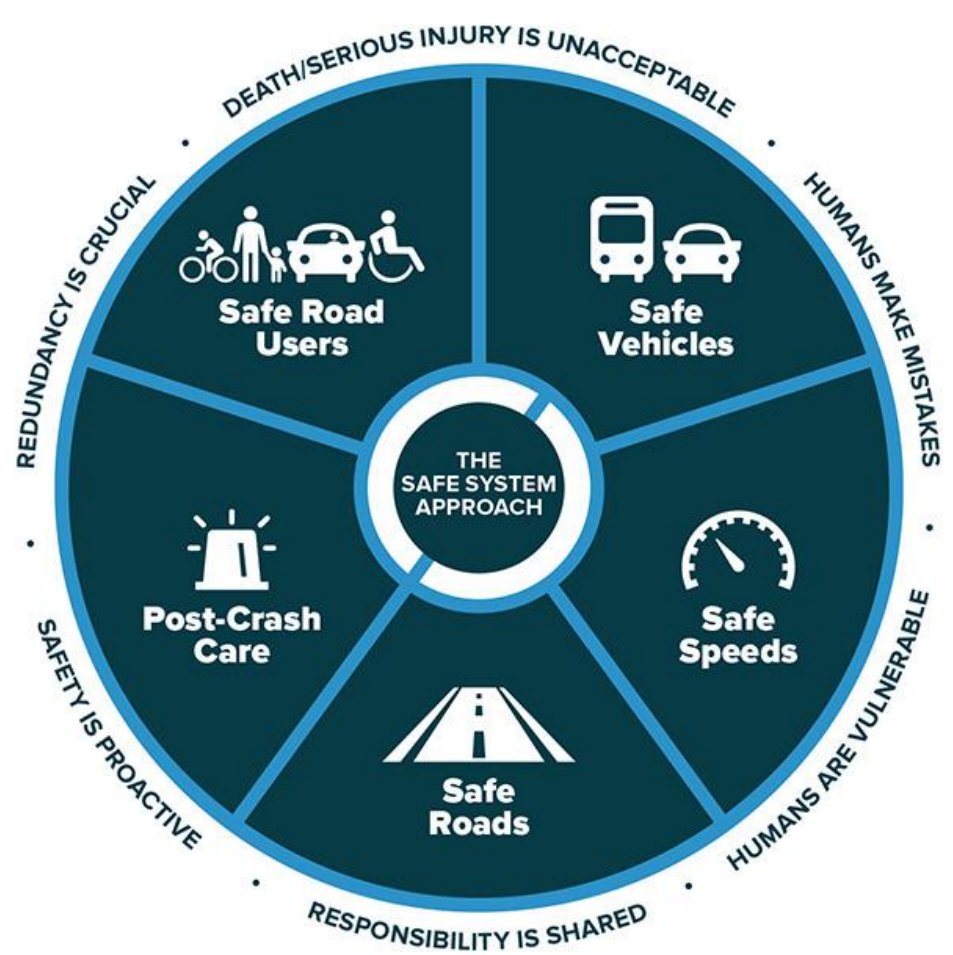 DEATH/SERIOUS INJURY IS UNACCEPTABLE
HUMANS MAKE MISTAKES
HUMANS ARE VULNERABLE
RESPONSIBILITY IS SHARED
SAFETY IS PROACTIVE
REDUNDANCY IS CRUCIAL
Safe Road
Users
Safe
Vehicles
Safe
Speeds
Safe
Roads
Post-Crash
Care
THE
SAFE SYSTEM
APPROACH